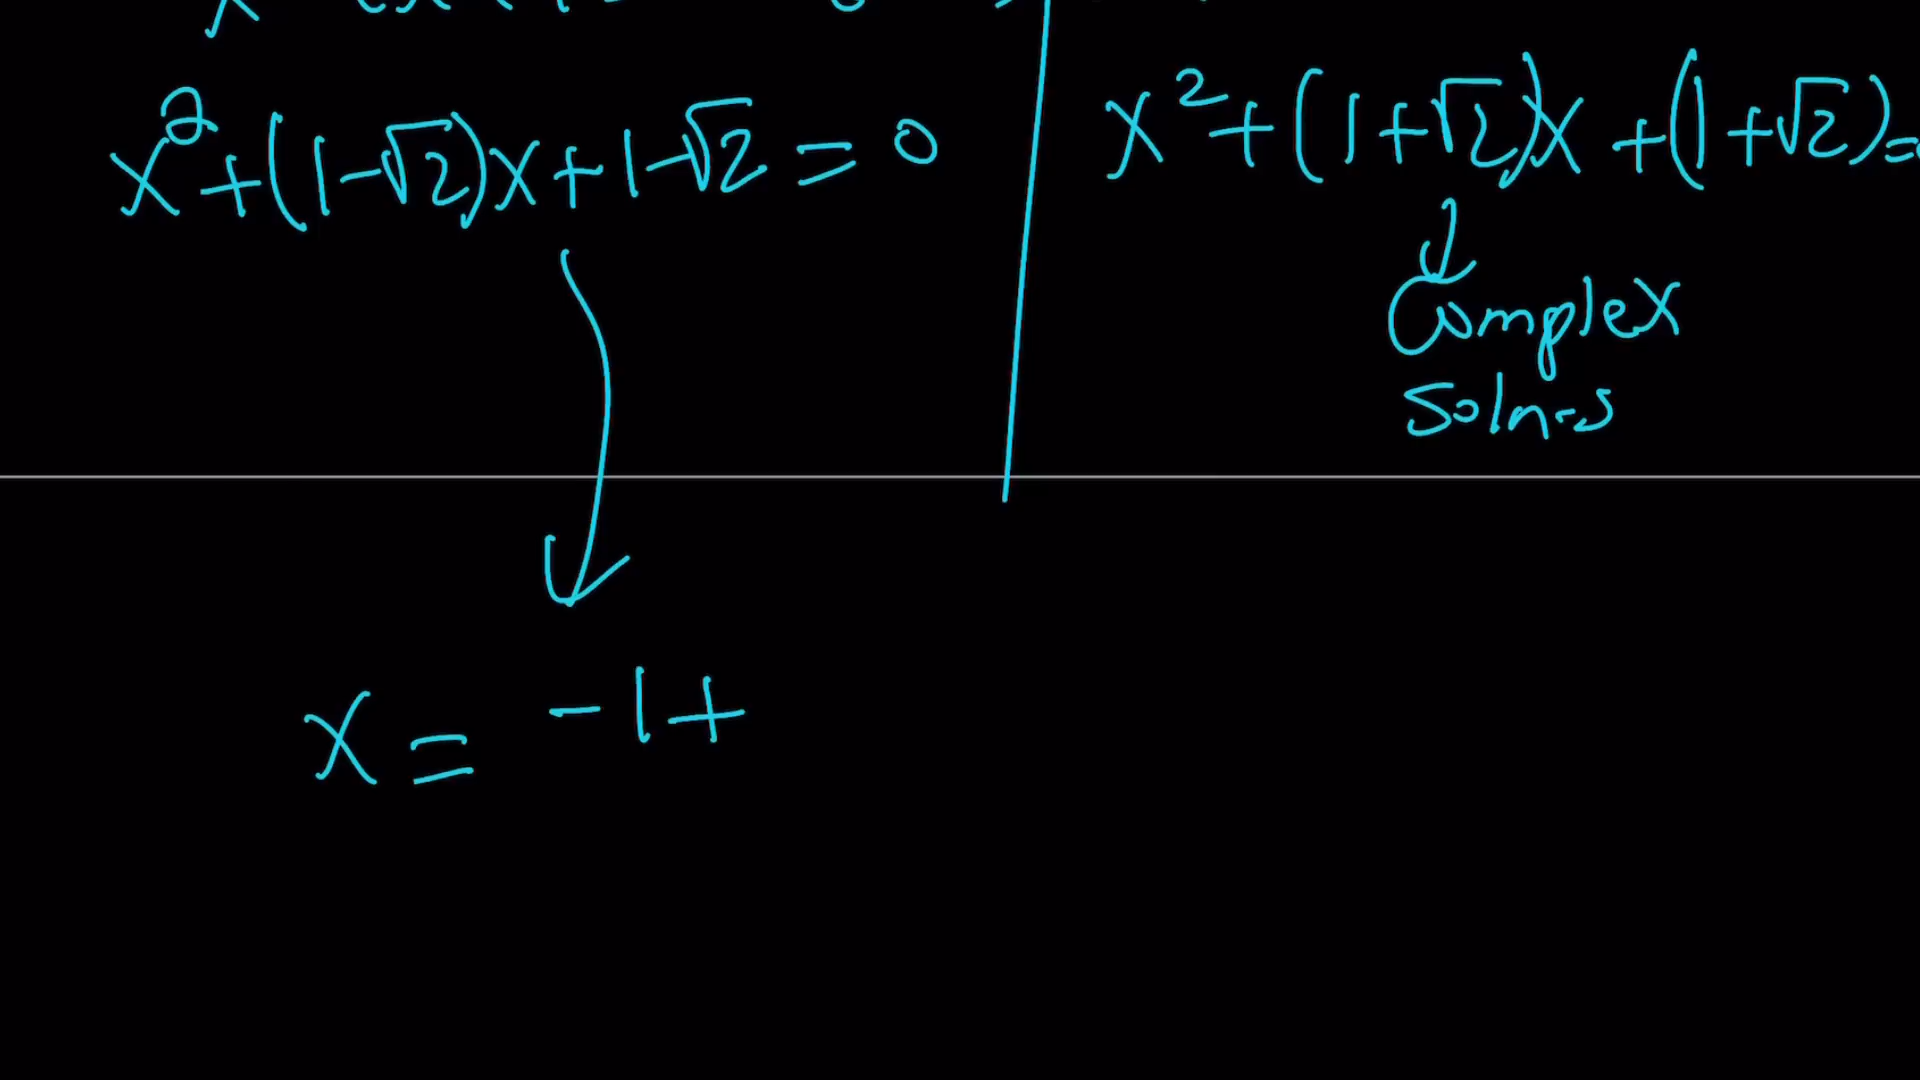 x²+(1-√2)x+1-√2=0
x²+(1+√2)x+(1+√2)=
Complex
Soln-s
x= -1+